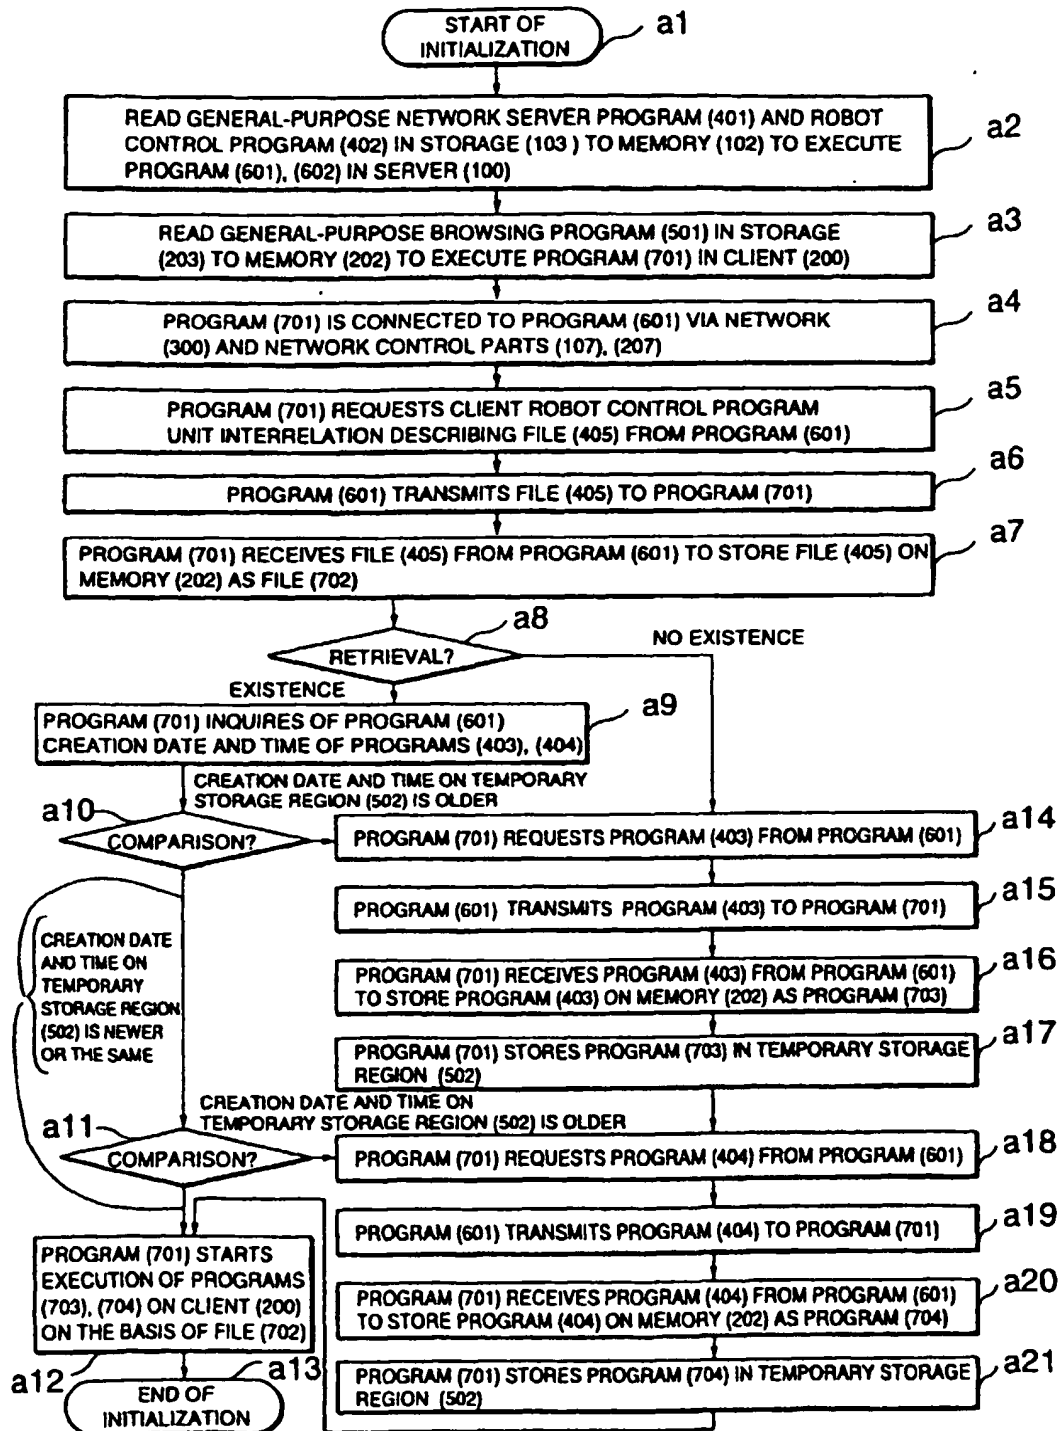 START OF
INITIALIZATION
a1
READ GENERAL-PURPOSE NETWORK SERVER PROGRAM (401) AND ROBOT
CONTROL PROGRAM (402) IN STORAGE (103 ) TO MEMORY (102) TO EXECUTE
PROGRAM (601), (602) IN SERVER (100)
a2
READ GENERAL-PURPOSE BROWSING PROGRAM (501) IN STORAGE
(203) TO MEMORY (202) TO EXECUTE PROGRAM (701) IN CLIENT (200)
a3
PROGRAM (701) IS CONNECTED TO PROGRAM (601) VIA NETWORK
(300) AND NETWORK CONTROL PARTS (107), (207)
a4
PROGRAM (701) REQUESTS CLIENT ROBOT CONTROL PROGRAM
UNIT INTERRELATION DESCRIBING FILE (405) FROM PROGRAM (601)
a5
PROGRAM (601) TRANSMITS FILE (405) TO PROGRAM (701)
a6
PROGRAM (701) RECEIVES FILE (405) FROM PROGRAM (601) TO STORE FILE (405) ON
MEMORY (202) AS FILE (702)
a7
RETRIEVAL?
a8
NO EXISTENCE
EXISTENCE
PROGRAM (701) INQUIRES OF PROGRAM (601)
CREATION DATE AND TIME OF PROGRAMS (403), (404)
a9
CREATION DATE AND TIME ON TEMPORARY
STORAGE REGION (502) IS OLDER
a10
COMPARISON?
PROGRAM (701) REQUESTS PROGRAM (403) FROM PROGRAM (601)
a14
PROGRAM (601) TRANSMITS PROGRAM (403) TO PROGRAM (701)
a15
CREATION DATE
AND TIME ON
TEMPORARY
STORAGE REGION
(502) IS NEWER
OR THE SAME
PROGRAM (701) RECEIVES PROGRAM (403) FROM PROGRAM (601)
TO STORE PROGRAM (403) ON MEMORY (202) AS PROGRAM (703)
a16
PROGRAM (701) STORES PROGRAM (703) IN TEMPORARY STORAGE
REGION (502)
a17
CREATION DATE AND TIME ON
TEMPORARY STORAGE REGION (502) IS OLDER
a11
COMPARISON?
PROGRAM (701) REQUESTS PROGRAM (404) FROM PROGRAM (601)
a18
PROGRAM (601) TRANSMITS PROGRAM (404) TO PROGRAM (701)
a19
PROGRAM (701) STARTS
EXECUTION OF PROGRAMS
(703), (704) ON CLIENT (200)
ON THE BASIS OF FILE (702)
a12
PROGRAM (701) RECEIVES PROGRAM (404) FROM PROGRAM (601)
TO STORE PROGRAM (404) ON MEMORY (202) AS PROGRAM (704)
a20
PROGRAM (701) STORES PROGRAM (704) IN TEMPORARY STORAGE
REGION (502)
a21
a13
END OF
INITIALIZATION